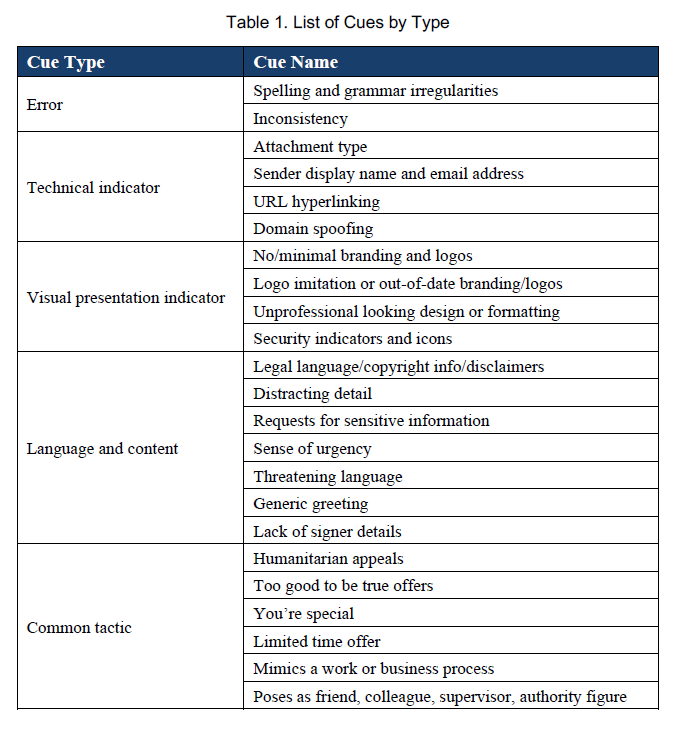 Table 1. List of Cues by Type
Cue Type Cue Name
Error
Spelling and grammar irregularities
Inconsistency
Technical indicator
Attachment type
Sender display name and email address
URL hyperlinking
Domain spoofing
Visual presentation indicator
No/minimal branding and logos
Logo imitation or out-of-date branding/logos
Unprofessional looking design or formatting
Security indicators and icons
Language and content
Legal language/copyright info/disclaimers
Distracting detail
Requests for sensitive information
Sense of urgency
Threatening language
Generic greeting
Lack of signer details
Common tactic
Humanitarian appeals
Too good to be true offers
You’re special
Limited time offer
Mimics a work or business process
Poses as friend, colleague, supervisor, authority figure